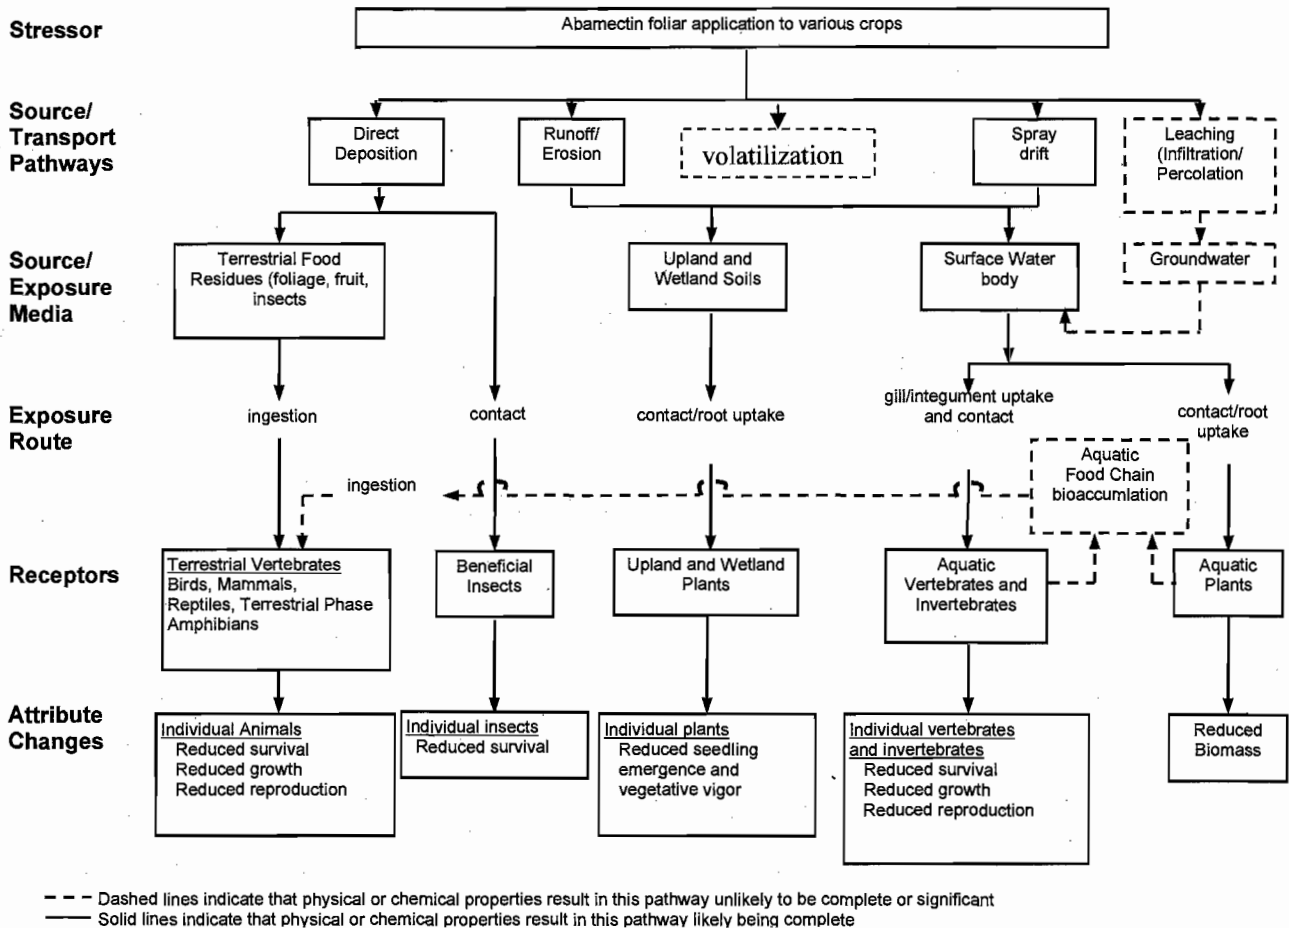 Stressor
Abamectin foliar application to various crops
Source/
Transport
Pathways
Direct
Deposition
Runoff/
Erosion
volatilization
Spray
drift
Leaching
(Infiltration/
Percolation
Source/
Exposure
Media
Terrestrial Food
Residues (foliage, fruit,
insects
Upland and
Wetland Soils
Surface Water
body
Groundwater
Exposure
Route
ingestion
contact
contact/root uptake
gill/integument uptake
and contact
contact/root
uptake
ingestion
Aquatic
Food Chain
bioaccumlation
Receptors
Terrestrial Vertebrates
Birds, Mammals,
Reptiles, Terrestrial Phase
Amphibians
Beneficial
Insects
Upland and Wetland
Plants
Aquatic
Vertebrates and
Invertebrates
Aquatic
Plants
Attribute
Changes
Individual Animals
Reduced survival
Reduced growth
Reduced reproduction
Individual insects
Reduced survival
Individual plants
Reduced seedling
emergence and
vegetative vigor
Individual vertebrates
and invertebrates
Reduced survival
Reduced growth
Reduced reproduction
Reduced
Biomass
Dashed lines indicate that physical or chemical properties result in this pathway unlikely to be complete or significant
Solid lines indicate that physical or chemical properties result in this pathway likely being complete